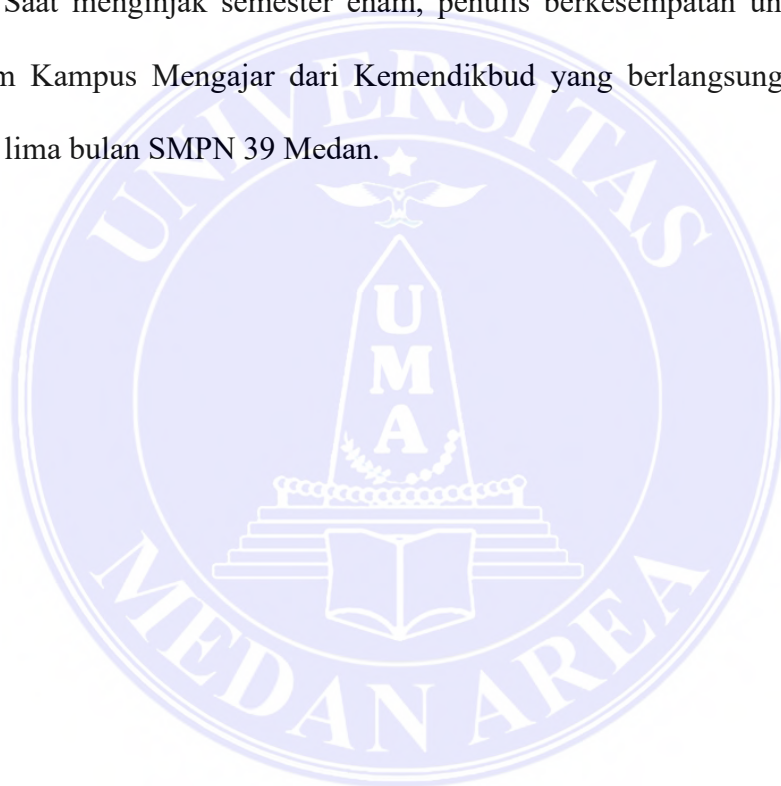 Saat menginjak semester enam, penulis berkesempatan un
m Kampus Mengajar dari Kemendikbud yang berlangsung
lima bulan SMPN 39 Medan.
UNIVERSITAS
U
M
A
MEDAN AREA